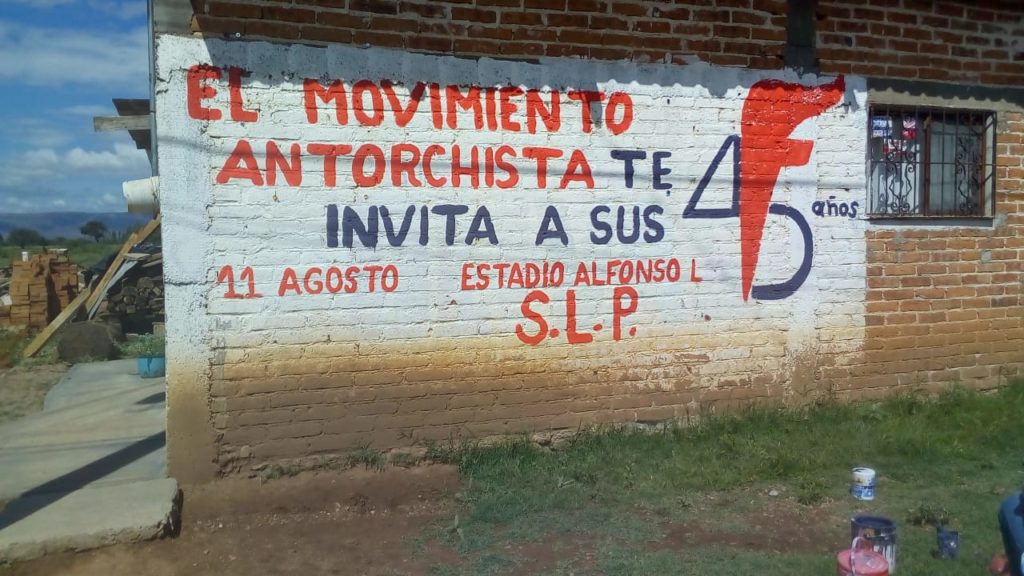 EL MOVIMIENTO
ANTORCHISTA TE
INVITA A SUS 45 años
11 AGOSTO ESTADIO ALFONSO L
S.L.P.